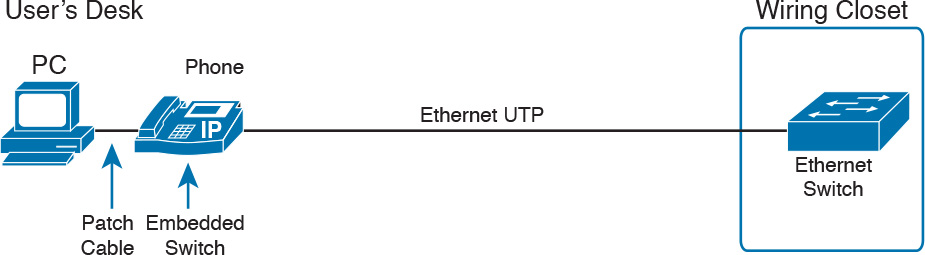 User's Desk
Wiring Closet
PC
Phone
IP
Ethernet UTP
Ethernet
Switch
Patch
Cable
Embedded
Switch